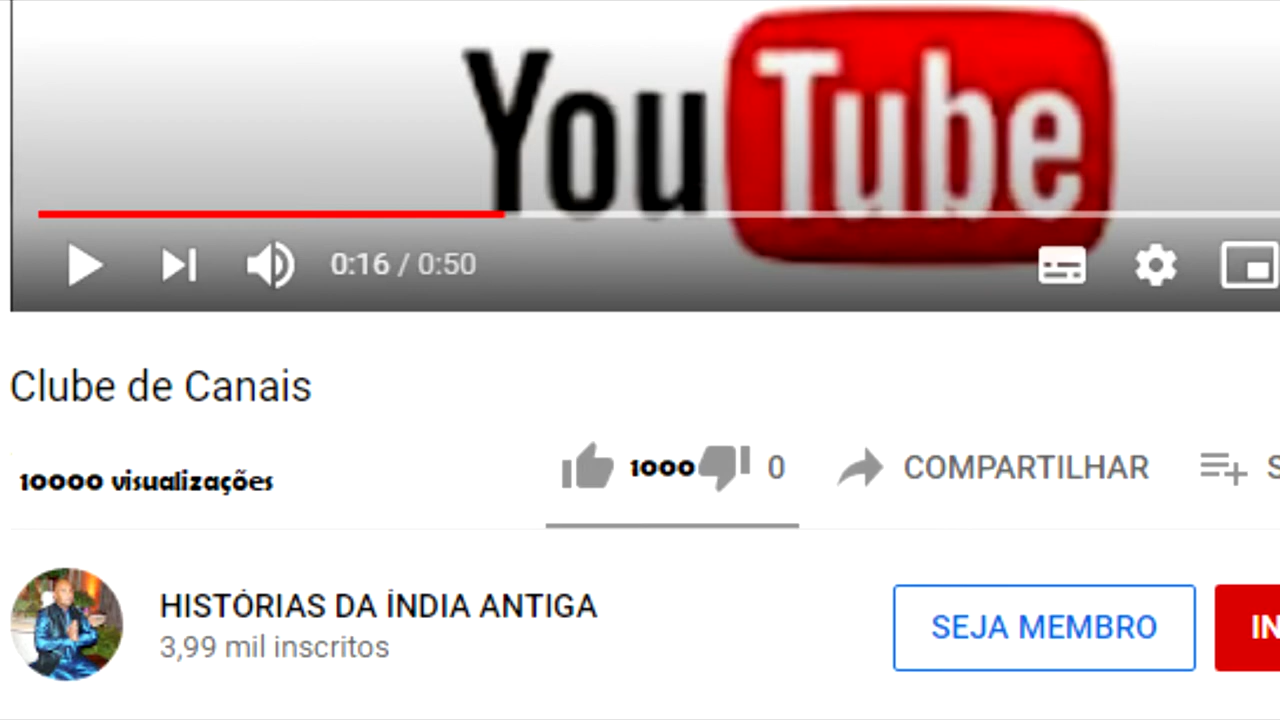 YouTube
0:16 / 0:50
Clube de Canais
10000 visualizações
1000 0 COMPARTILHAR S
HISTÓRIAS DA ÍNDIA ANTIGA
3,99 mil inscritos
SEJA MEMBRO IN